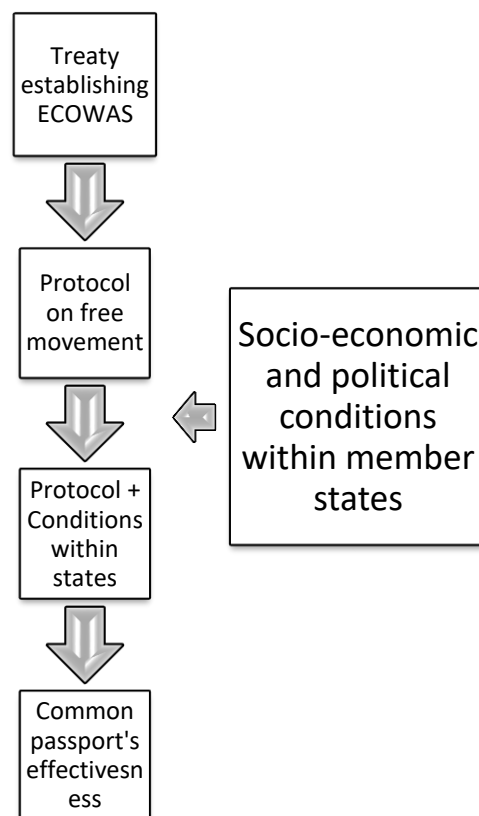 Treaty
establishing
ECOWAS
Protocol
on free
movement
Socio-economic
and political
conditions
within member
states
Protocol +
Conditions
within
states
Common
passport's
effectivesn
ess